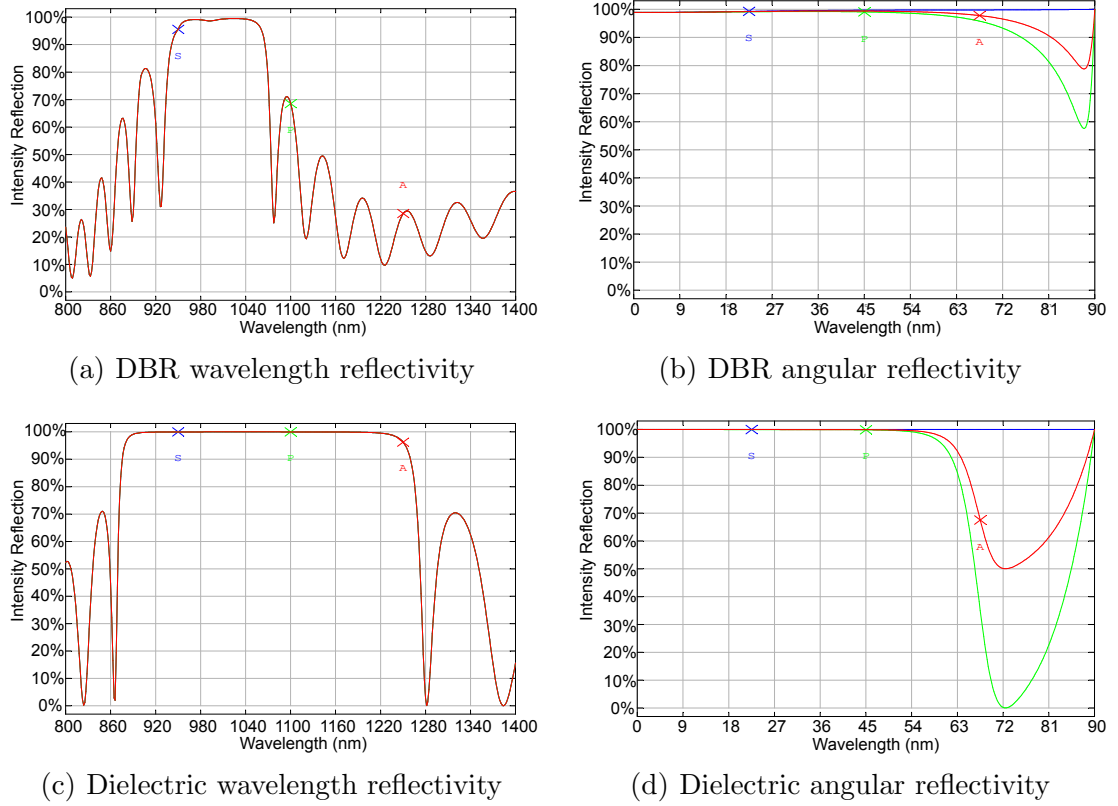 100%
90%
80%
70%
60%
50%
40%
30%
20%
10%
0%
Intensity Reflection
S
P
A
800 860 920 980 1040 1100 1160 1220 1280 1340 1400
Wavelength (nm)
(a) DBR wavelength reflectivity
100%
90%
80%
70%
60%
50%
40%
30%
20%
10%
0%
Intensity Reflection
S
P
A
0 9 18 27 36 45 54 63 72 81 90
Wavelength (nm)
(b) DBR angular reflectivity
100%
90%
80%
70%
60%
50%
40%
30%
20%
10%
0%
Intensity Reflection
S
P
A
800 860 920 980 1040 1100 1160 1220 1280 1340 1400
Wavelength (nm)
(c) Dielectric wavelength reflectivity
100%
90%
80%
70%
60%
50%
40%
30%
20%
10%
0%
Intensity Reflection
S
P
A
0 9 18 27 36 45 54 63 72 81 90
Wavelength (nm)
(d) Dielectric angular reflectivity